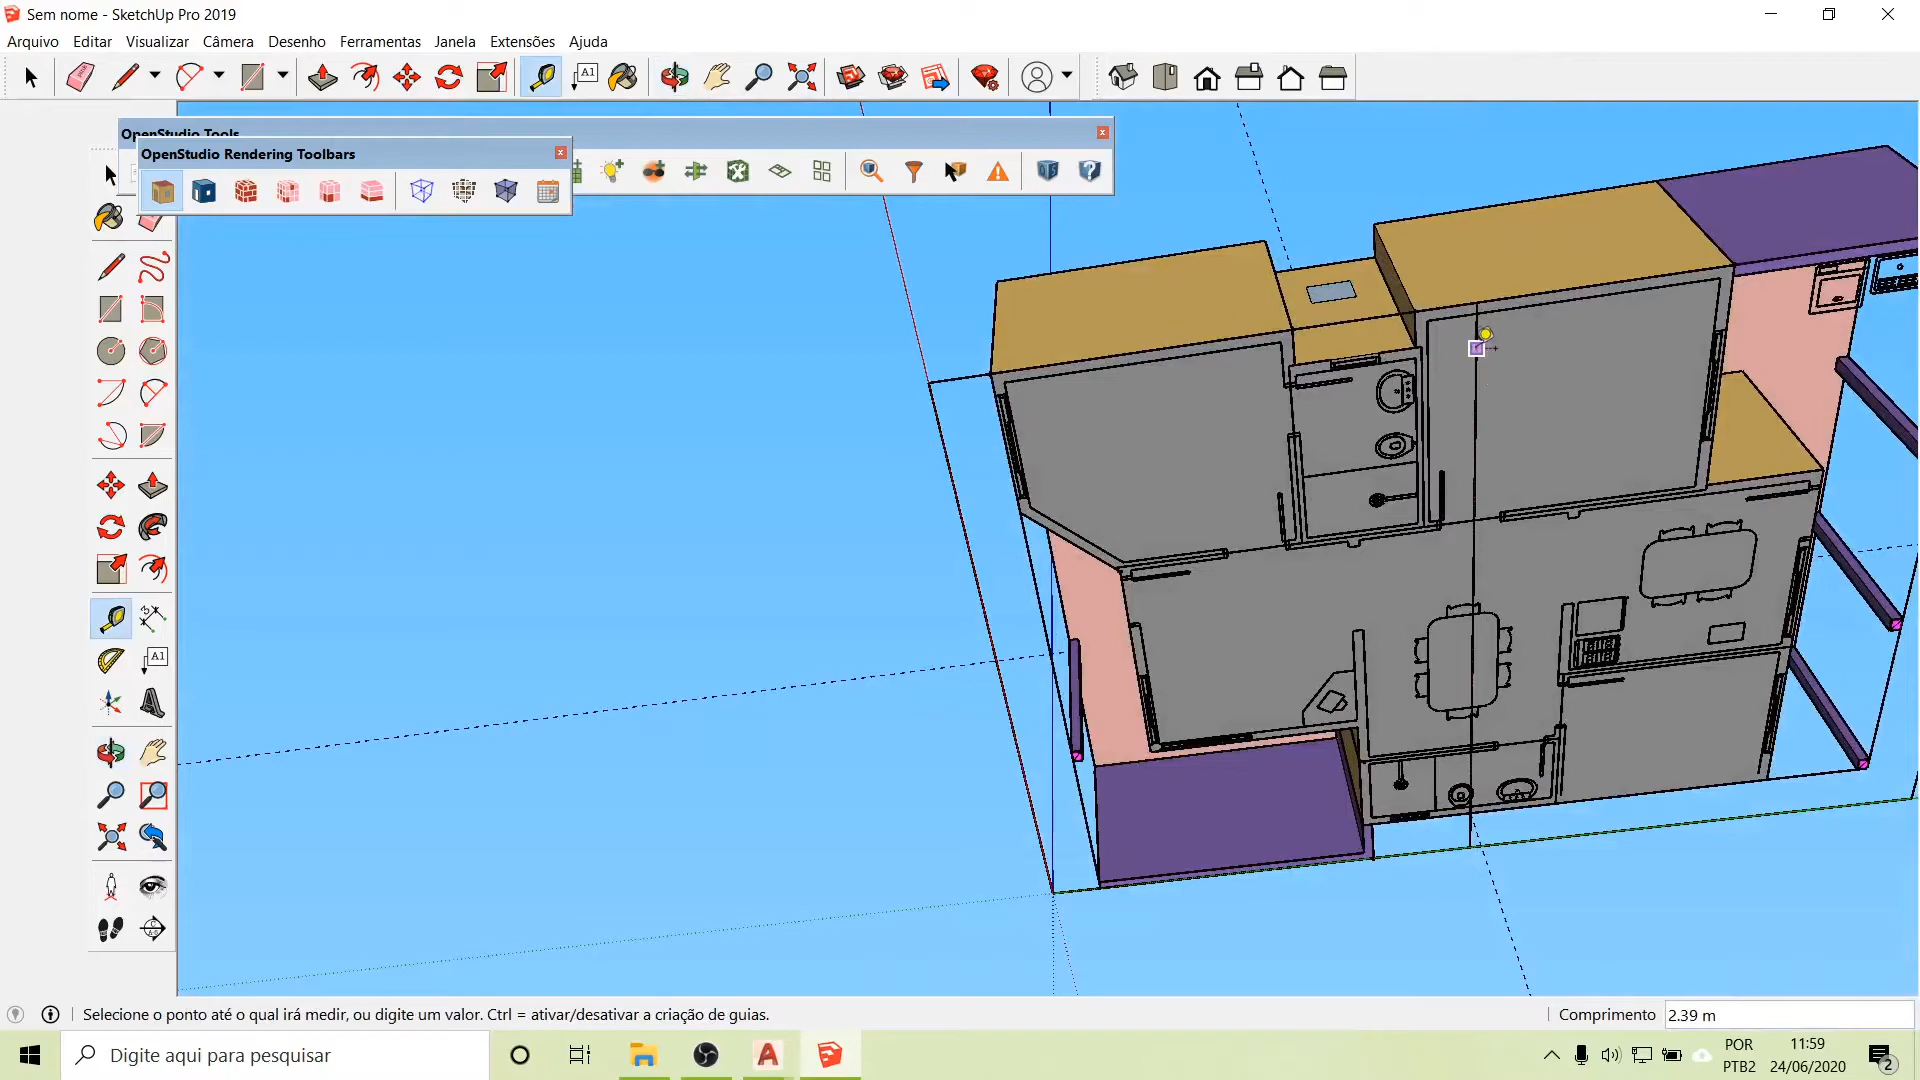 Sem nome - SketchUp Pro 2019
Arquivo Editar Visualizar Câmera Desenho Ferramentas Janela Extensões Ajuda
A1
OpenStudio Tools
OpenStudio Rendering Toolbars
A1
Selecione o ponto até o qual irá medir, ou digite um valor. Ctrl = ativar/desativar a criação de guias.
Comprimento 2.39 m
Digite aqui para pesquisar
POR
PTB2
11:59
24/06/2020
2